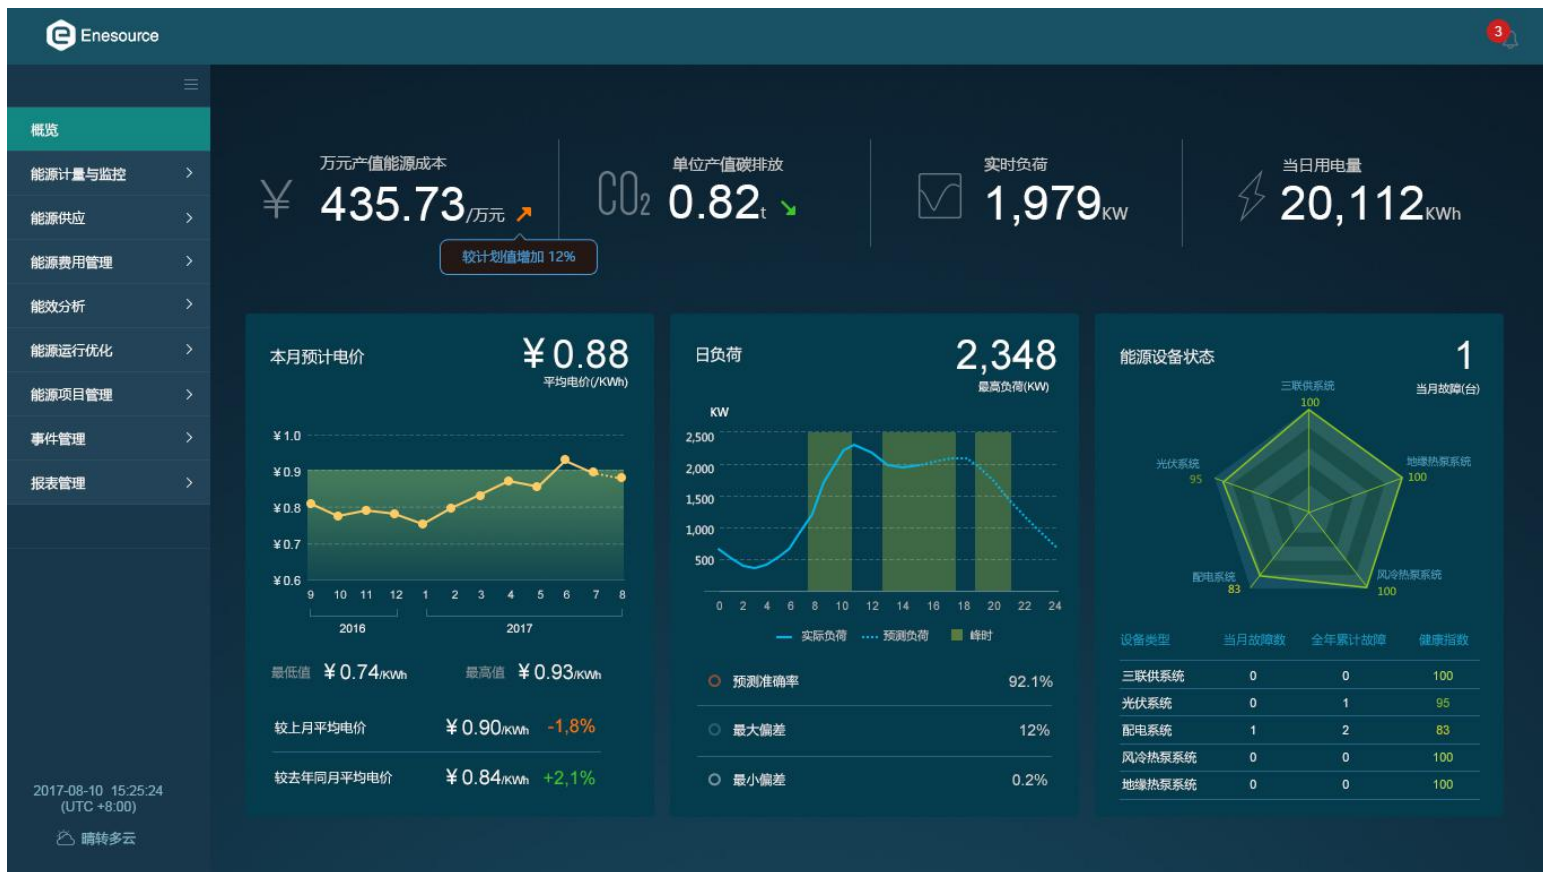 Enesource
3
概览
能源计量与监控
能源供应
能源费用管理
能效分析
能源运行优化
能源项目管理
事件管理
报表管理
2017-08-10 15:25:24
(UTC +8:00)
晴转多云
万元产值能源成本
¥ 435.73/万元
较计划值增加 12%
单位产值碳排放
CO2 0.82t
实时负荷
1,979KW
当日用电量
20,112KWh
本月预计电价
¥0.88
平均电价(/KWh)
¥1.0
¥0.9
¥0.8
¥0.7
¥0.6
9 10 11 12 1 2 3 4 5 6 7 8
2016 2017
最低值 ¥0.74/KWh 最高值 ¥0.93/KWh
较上月平均电价 ¥0.90/KWh -1,8%
较去年同月平均电价 ¥0.84/KWh +2,1%
日负荷
2,348
最高负荷(KW)
KW
2,500
2,000
1,500
1,000
500
0 2 4 6 8 10 12 14 16 18 20 22 24
实际负荷 预测负荷 峰时
预测准确率 92.1%
最大偏差 12%
最小偏差 0.2%
能源设备状态
1
当月故障(台)
三联供系统
100
光伏系统
95
地缘热泵系统
100
配电系统
83
风冷热泵系统
100
设备类型 当月故障数 全年累计故障 健康指数
三联供系统 0 0 100
光伏系统 0 1 95
配电系统 1 2 83
风冷热泵系统 0 0 100
地缘热泵系统 0 0 100